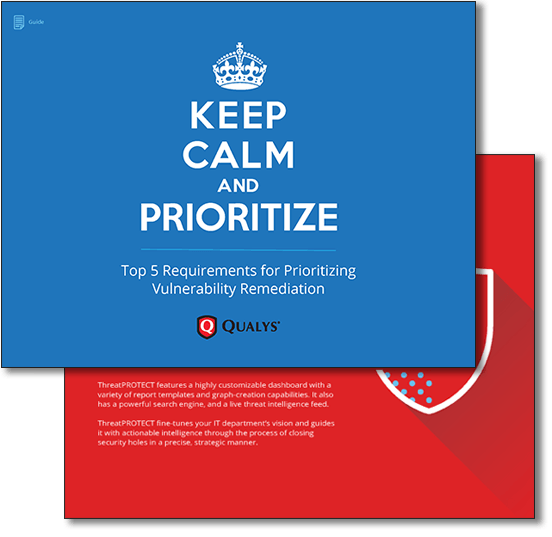 Guide
KEEP
CALM
AND
PRIORITIZE
Top 5 Requirements for Prioritizing
Vulnerability Remediation
Q QUALYS®
ThreatPROTECT features a highly customizable dashboard with a
variety of report templates and graph-creation capabilities. It also
has a powerful search engine, and a live threat intelligence feed.
ThreatPROTECT fine-tunes your IT department's vision and guides
it with actionable intelligence through the process of closing
security holes in a precise, strategic manner.